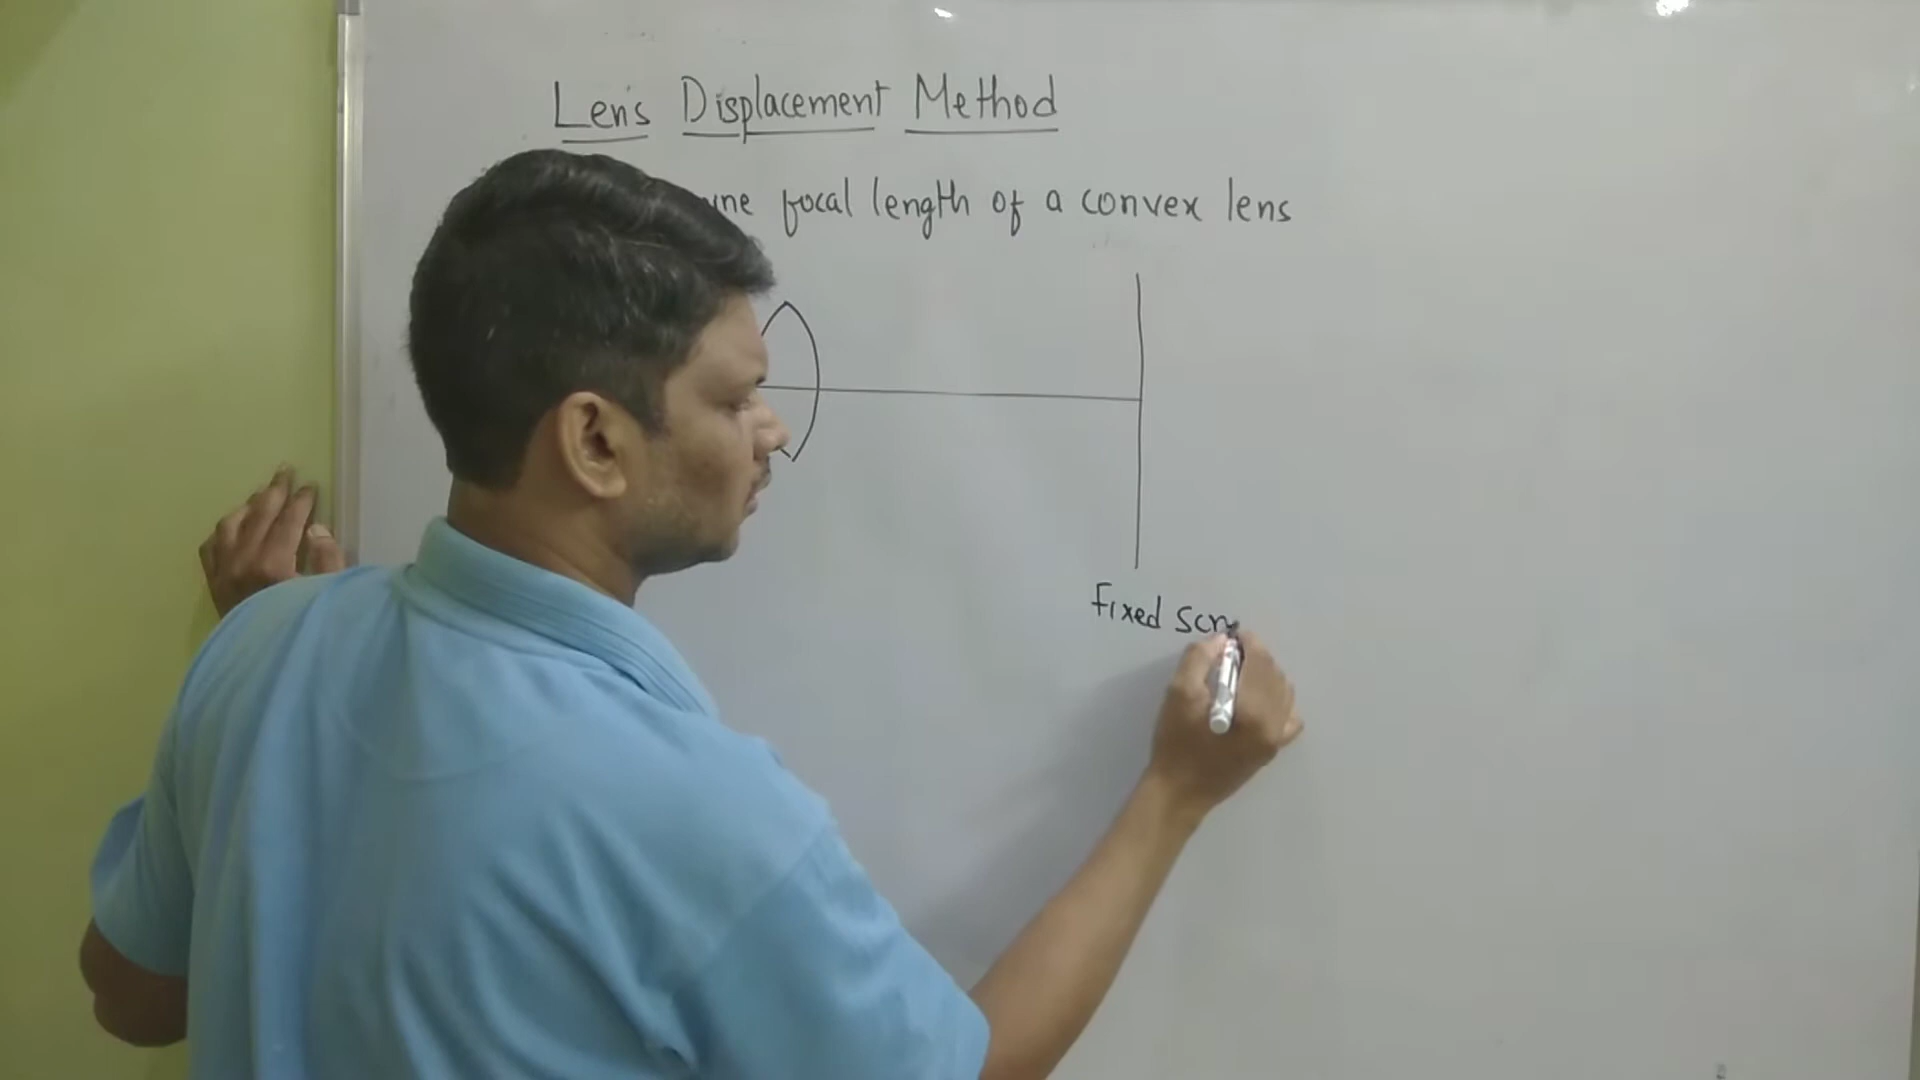 Lens Displacement Method
focal length of a convex lens
Fixed scr